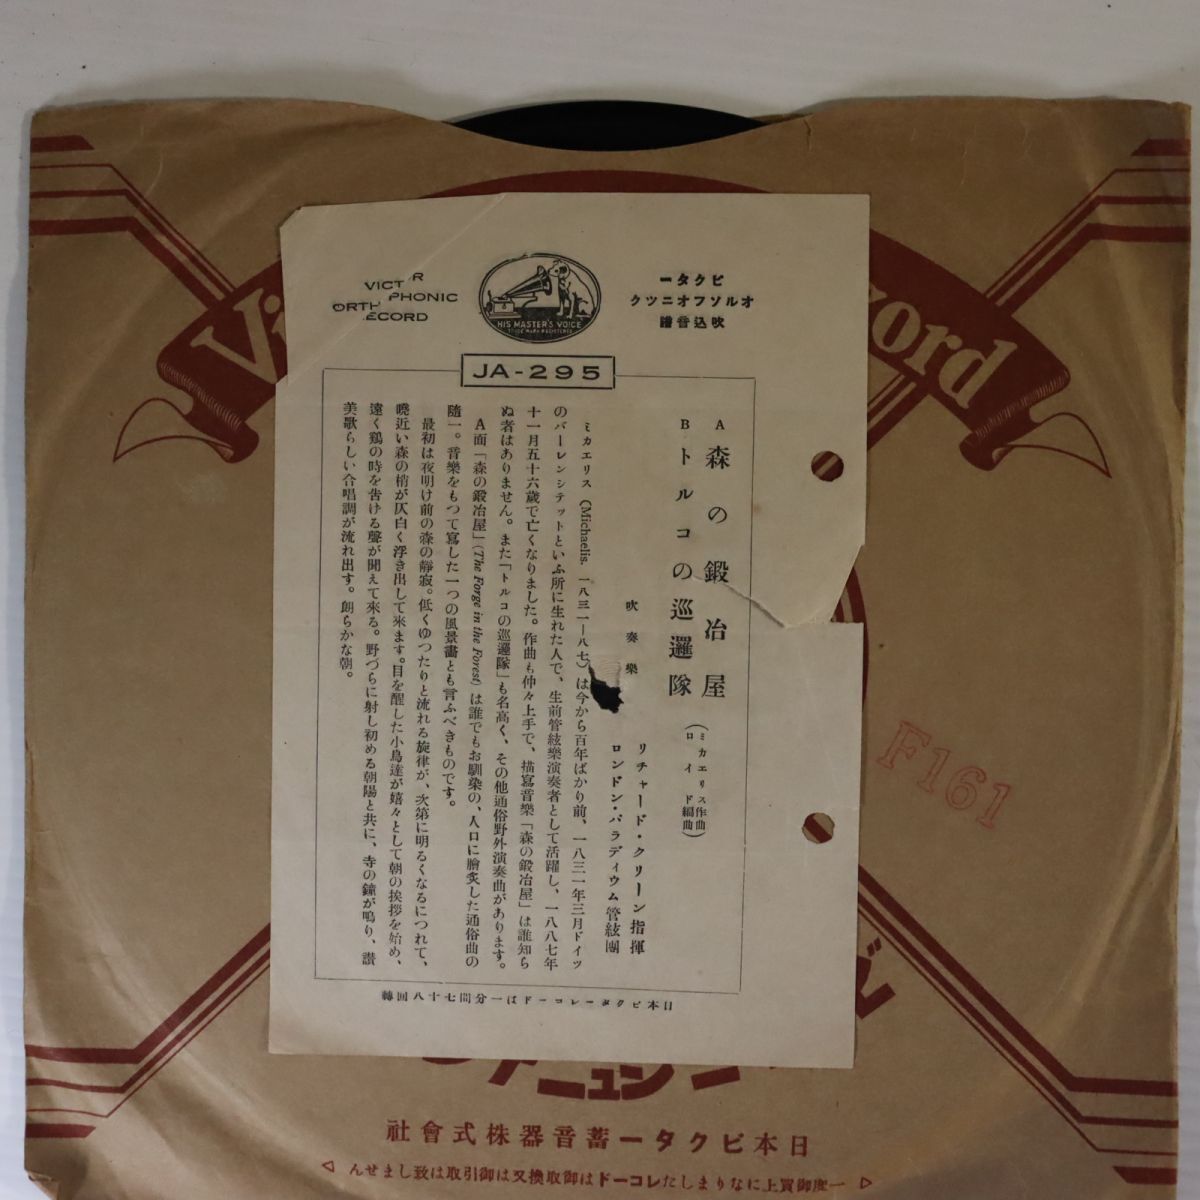 VICTOR
ORTHOPHONIC
RECORD
HIS MASTER'S VOICE
ータクビ
クツニオフソルオ
譜音込吹
JA-295
A 森の鍛冶屋
B トルコの巡邏隊
(ミカエリス作曲
ロイド編曲)
吹奏樂
リチャード・クリーン指揮
ロンドン・パラディウム管絃團
ミカエリス (Michaelis. 一八三一―八七) は今から百年ばかり前、一八三一年三月ドイツ
のバーレンシテットといふ所に生れた人で、生前管絃樂演奏者として活躍し、一八八七年
十一月五十六歳で亡くなりました。作曲も仲々上手で、描寫音樂「森の鍛冶屋」は誰知ら
ぬ者はありません。また「トルコの巡邏隊」も名高く、その他通俗野外演奏曲があります。
A面「森の鍛冶屋」(The Forge in the Forest) は誰でもお馴染の、人口に膾炙した通俗曲の
隨一。音樂をもつて寫した一つの風景畫とも言ふべきものです。
最初は夜明け前の森の靜寂。低くゆつたりと流れる旋律が、次第に明るくなるにつれて、
曉近い森の梢が仄白く浮き出して來ます。目を醒した小鳥達が嬉々として朝の挨拶を始め、
遠く鶏の時を告ける聲が聞えて來る。野づらに射し初める朝陽と共に、寺の鐘が鳴り、讃
美歌らしい合唱調が流れ出す。朗らかな朝。
轉回八十七間分一はドーコレータクビ本日
F161
社會式株器音蓄ータクビ本日
んせまし致は引取御は又換取御はドーコレたしまりなに上買御度一